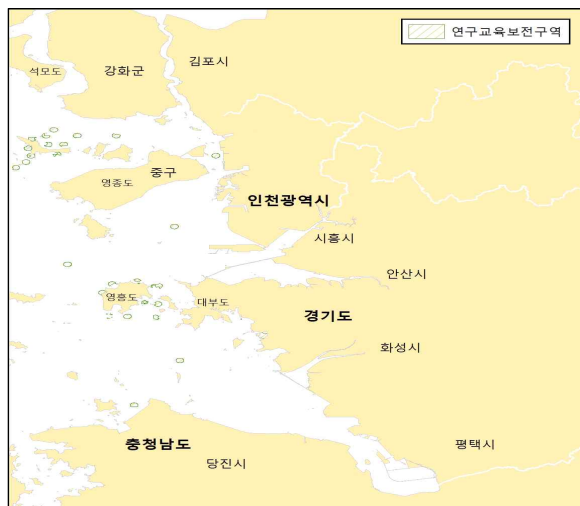 연구교육보전구역
김포시
강화군
석모도
중구
영종도
인천광역시
시흥시
안산시
영흥도
대부도
경기도
화성시
충청남도
평택시
당진시